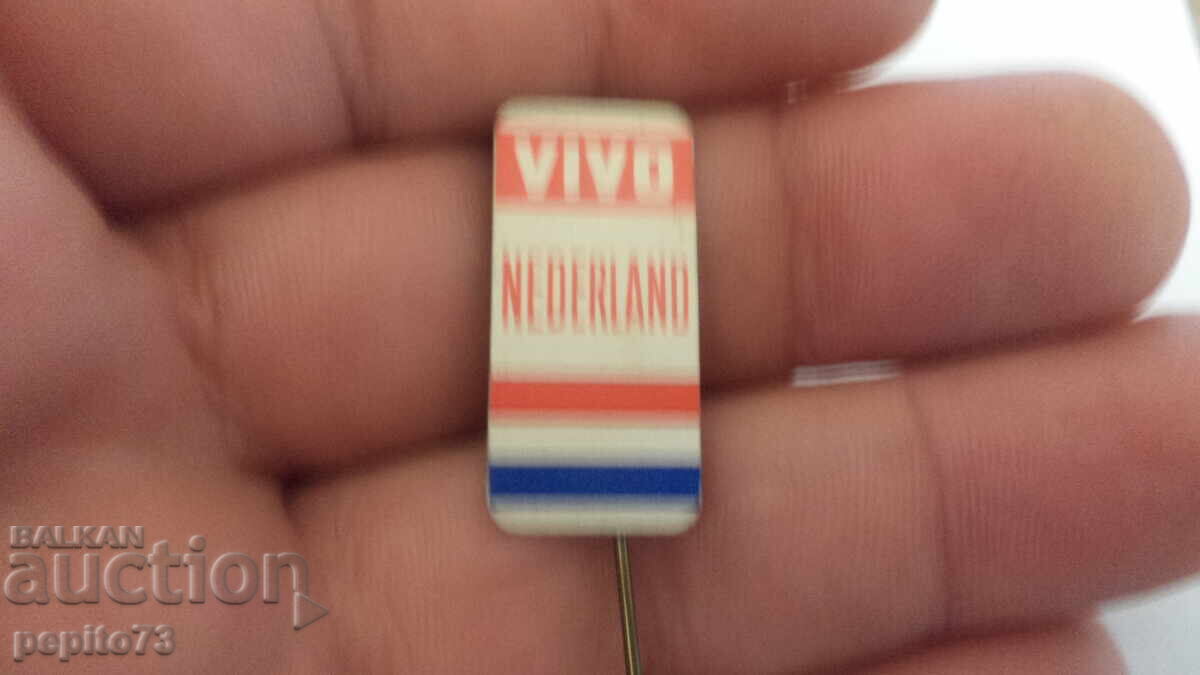 VIVO
NEDERLAND
BALKAN
auction
pepito73